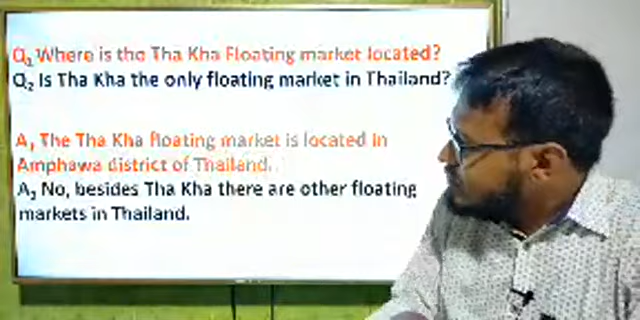 Q1 Where is the Tha Kha Floating market located?
Q2 Is Tha Kha the only floating market in Thailand?
A1 The Tha Kha floating market is located in
Amphawa district of Thailand.
A2 No, besides Tha Kha there are other floating
markets in Thailand.